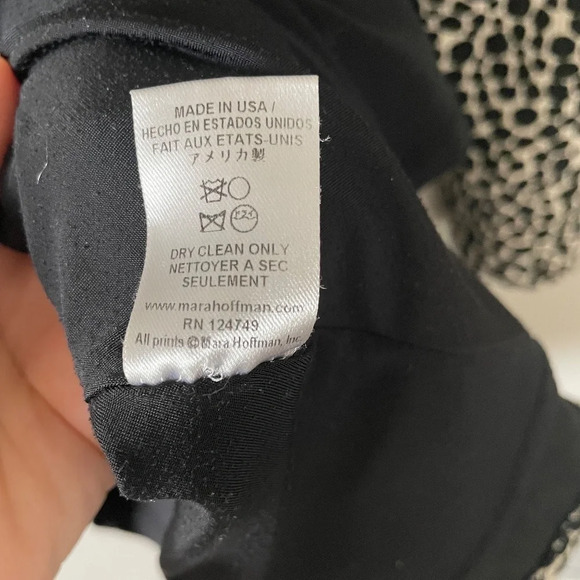 MADE IN USA /
HECHO EN ESTADOS UNIDOS
FAIT AUX ETATS-UNIS
アメリカ製
DRY CLEAN ONLY
NETTOYER A SEC
SEULEMENT
www.marahoffman.com
RN 124749
All prints © Mara Hoffman, Inc.